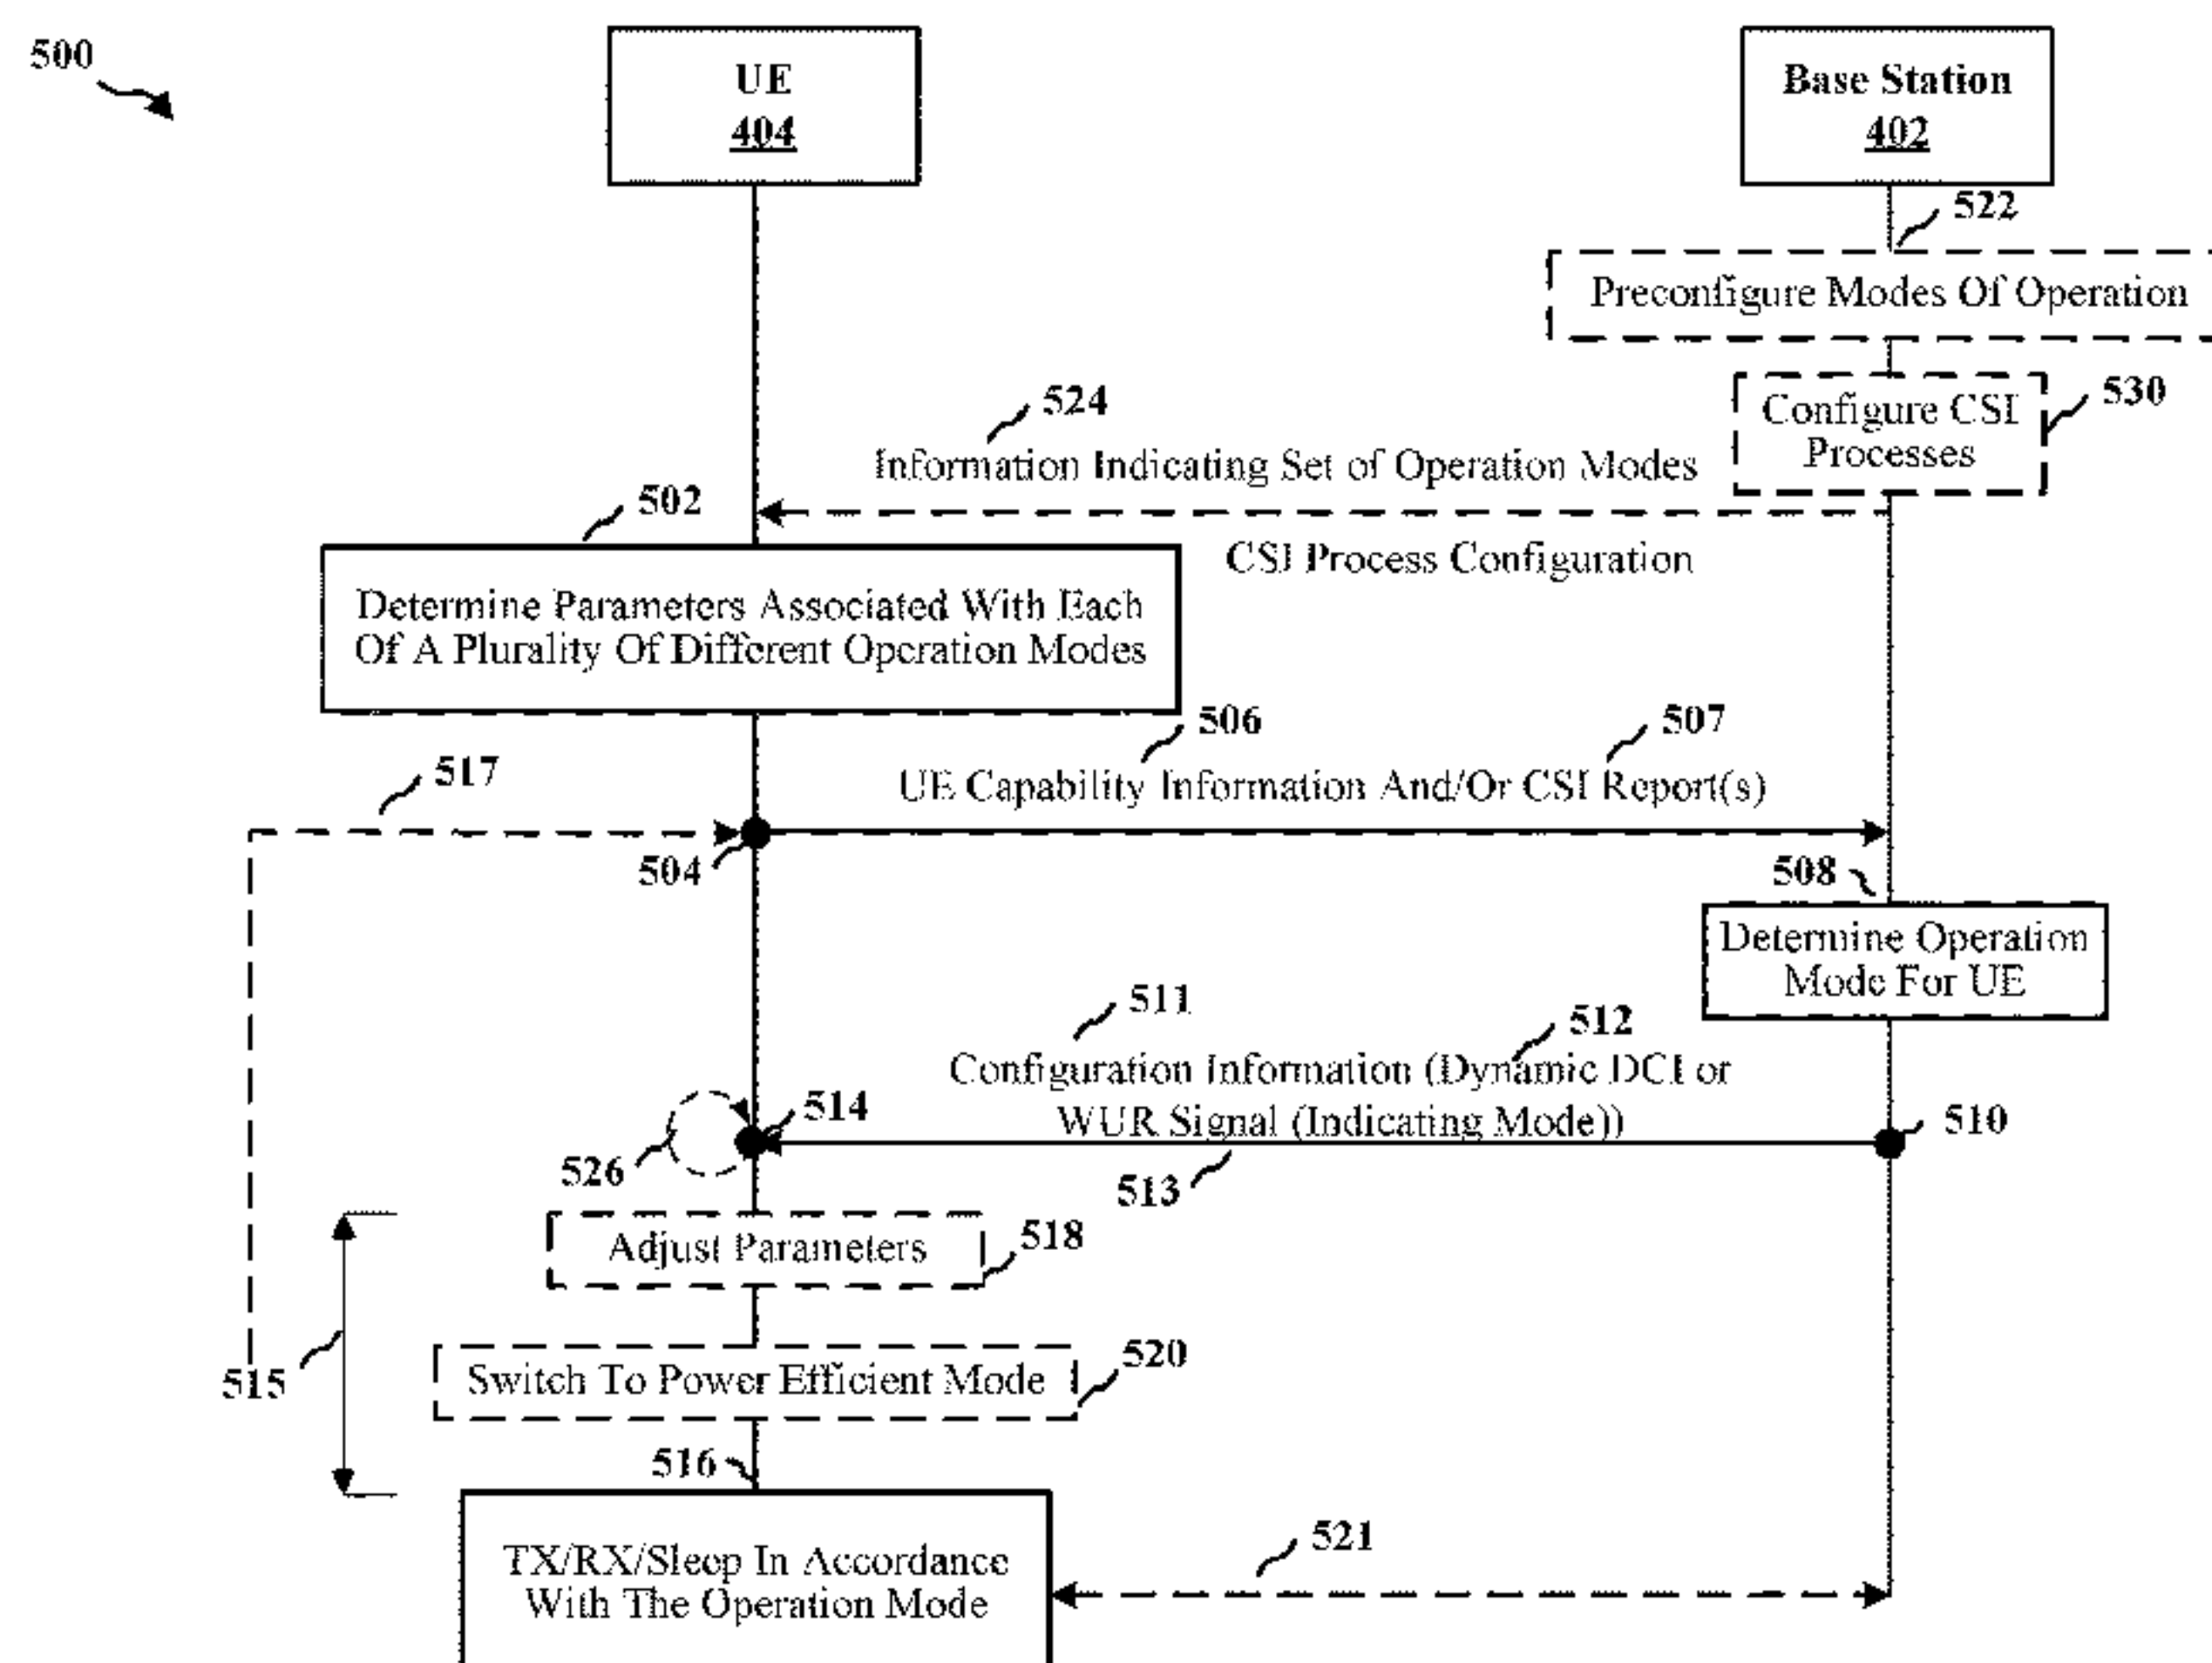 500
UE
404
Base Station
402
522
Preconfigure Modes Of Operation
530
Configure CSI
Processes
524
Information Indicating Set of Operation Modes
CSI Process Configuration
502
Determine Parameters Associated With Each
Of A Plurality Of Different Operation Modes
506
507
UE Capability Information And/Or CSI Report(s)
517
504
508
Determine Operation
Mode For UE
511
512
Configuration Information (Dynamic DCI or
WUR Signal (Indicating Mode))
514
510
526
513
Adjust Parameters
518
515
Switch To Power Efficient Mode
520
516
TX/RX/Sleep In Accordance
With The Operation Mode
521